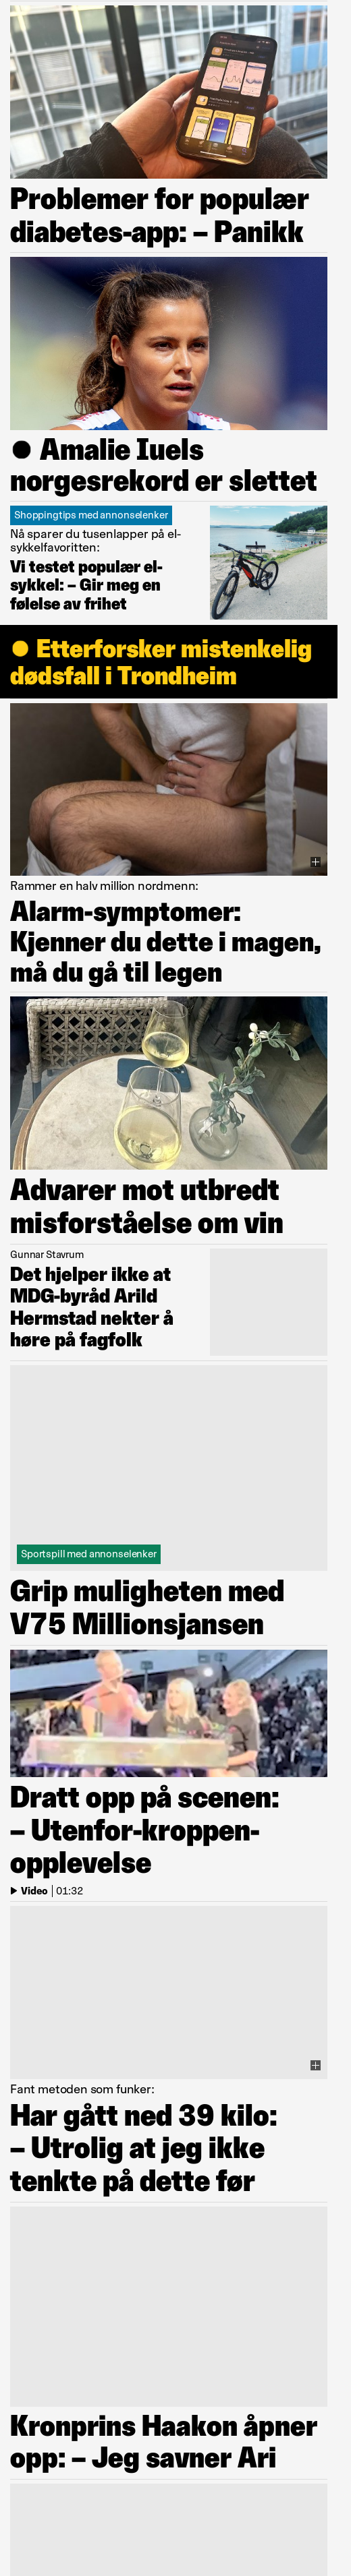 Problemer for populær
diabetes-app: – Panikk
● Amalie Iuels
norgesrekord er slettet
Shoppingtips med annonselenker
Nå sparer du tusenlapper på el-
sykkelfavoritten:
Vi testet populær el-
sykkel: – Gir meg en
følelse av frihet
● Etterforsker mistenkelig
dødsfall i Trondheim
Rammer en halv million nordmenn:
Alarm-symptomer:
Kjenner du dette i magen,
må du gå til legen
Advarer mot utbredt
misforståelse om vin
Gunnar Stavrum
Det hjelper ikke at
MDG-byråd Arild
Hermstad nekter å
høre på fagfolk
Sportspill med annonselenker
Grip muligheten med
V75 Millionsjansen
Dratt opp på scenen:
– Utenfor-kroppen-
opplevelse
Video | 01:32
Fant metoden som funker:
Har gått ned 39 kilo:
– Utrolig at jeg ikke
tenkte på dette før
Kronprins Haakon åpner
opp: – Jeg savner Ari